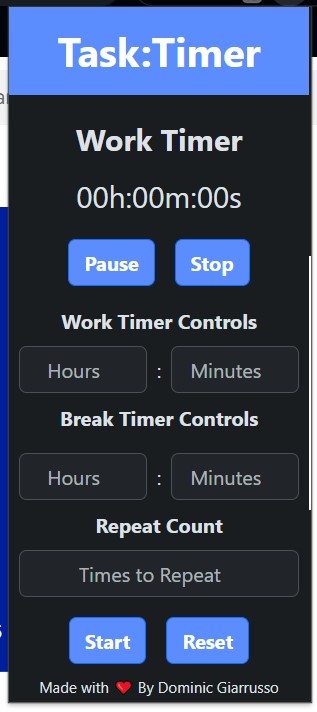 Task:Timer
Work Timer
00h:00m:00s
Pause Stop
Work Timer Controls
Hours : Minutes
Break Timer Controls
Hours : Minutes
Repeat Count
Times to Repeat
Start Reset
Made with ❤️ By Dominic Giarrusso